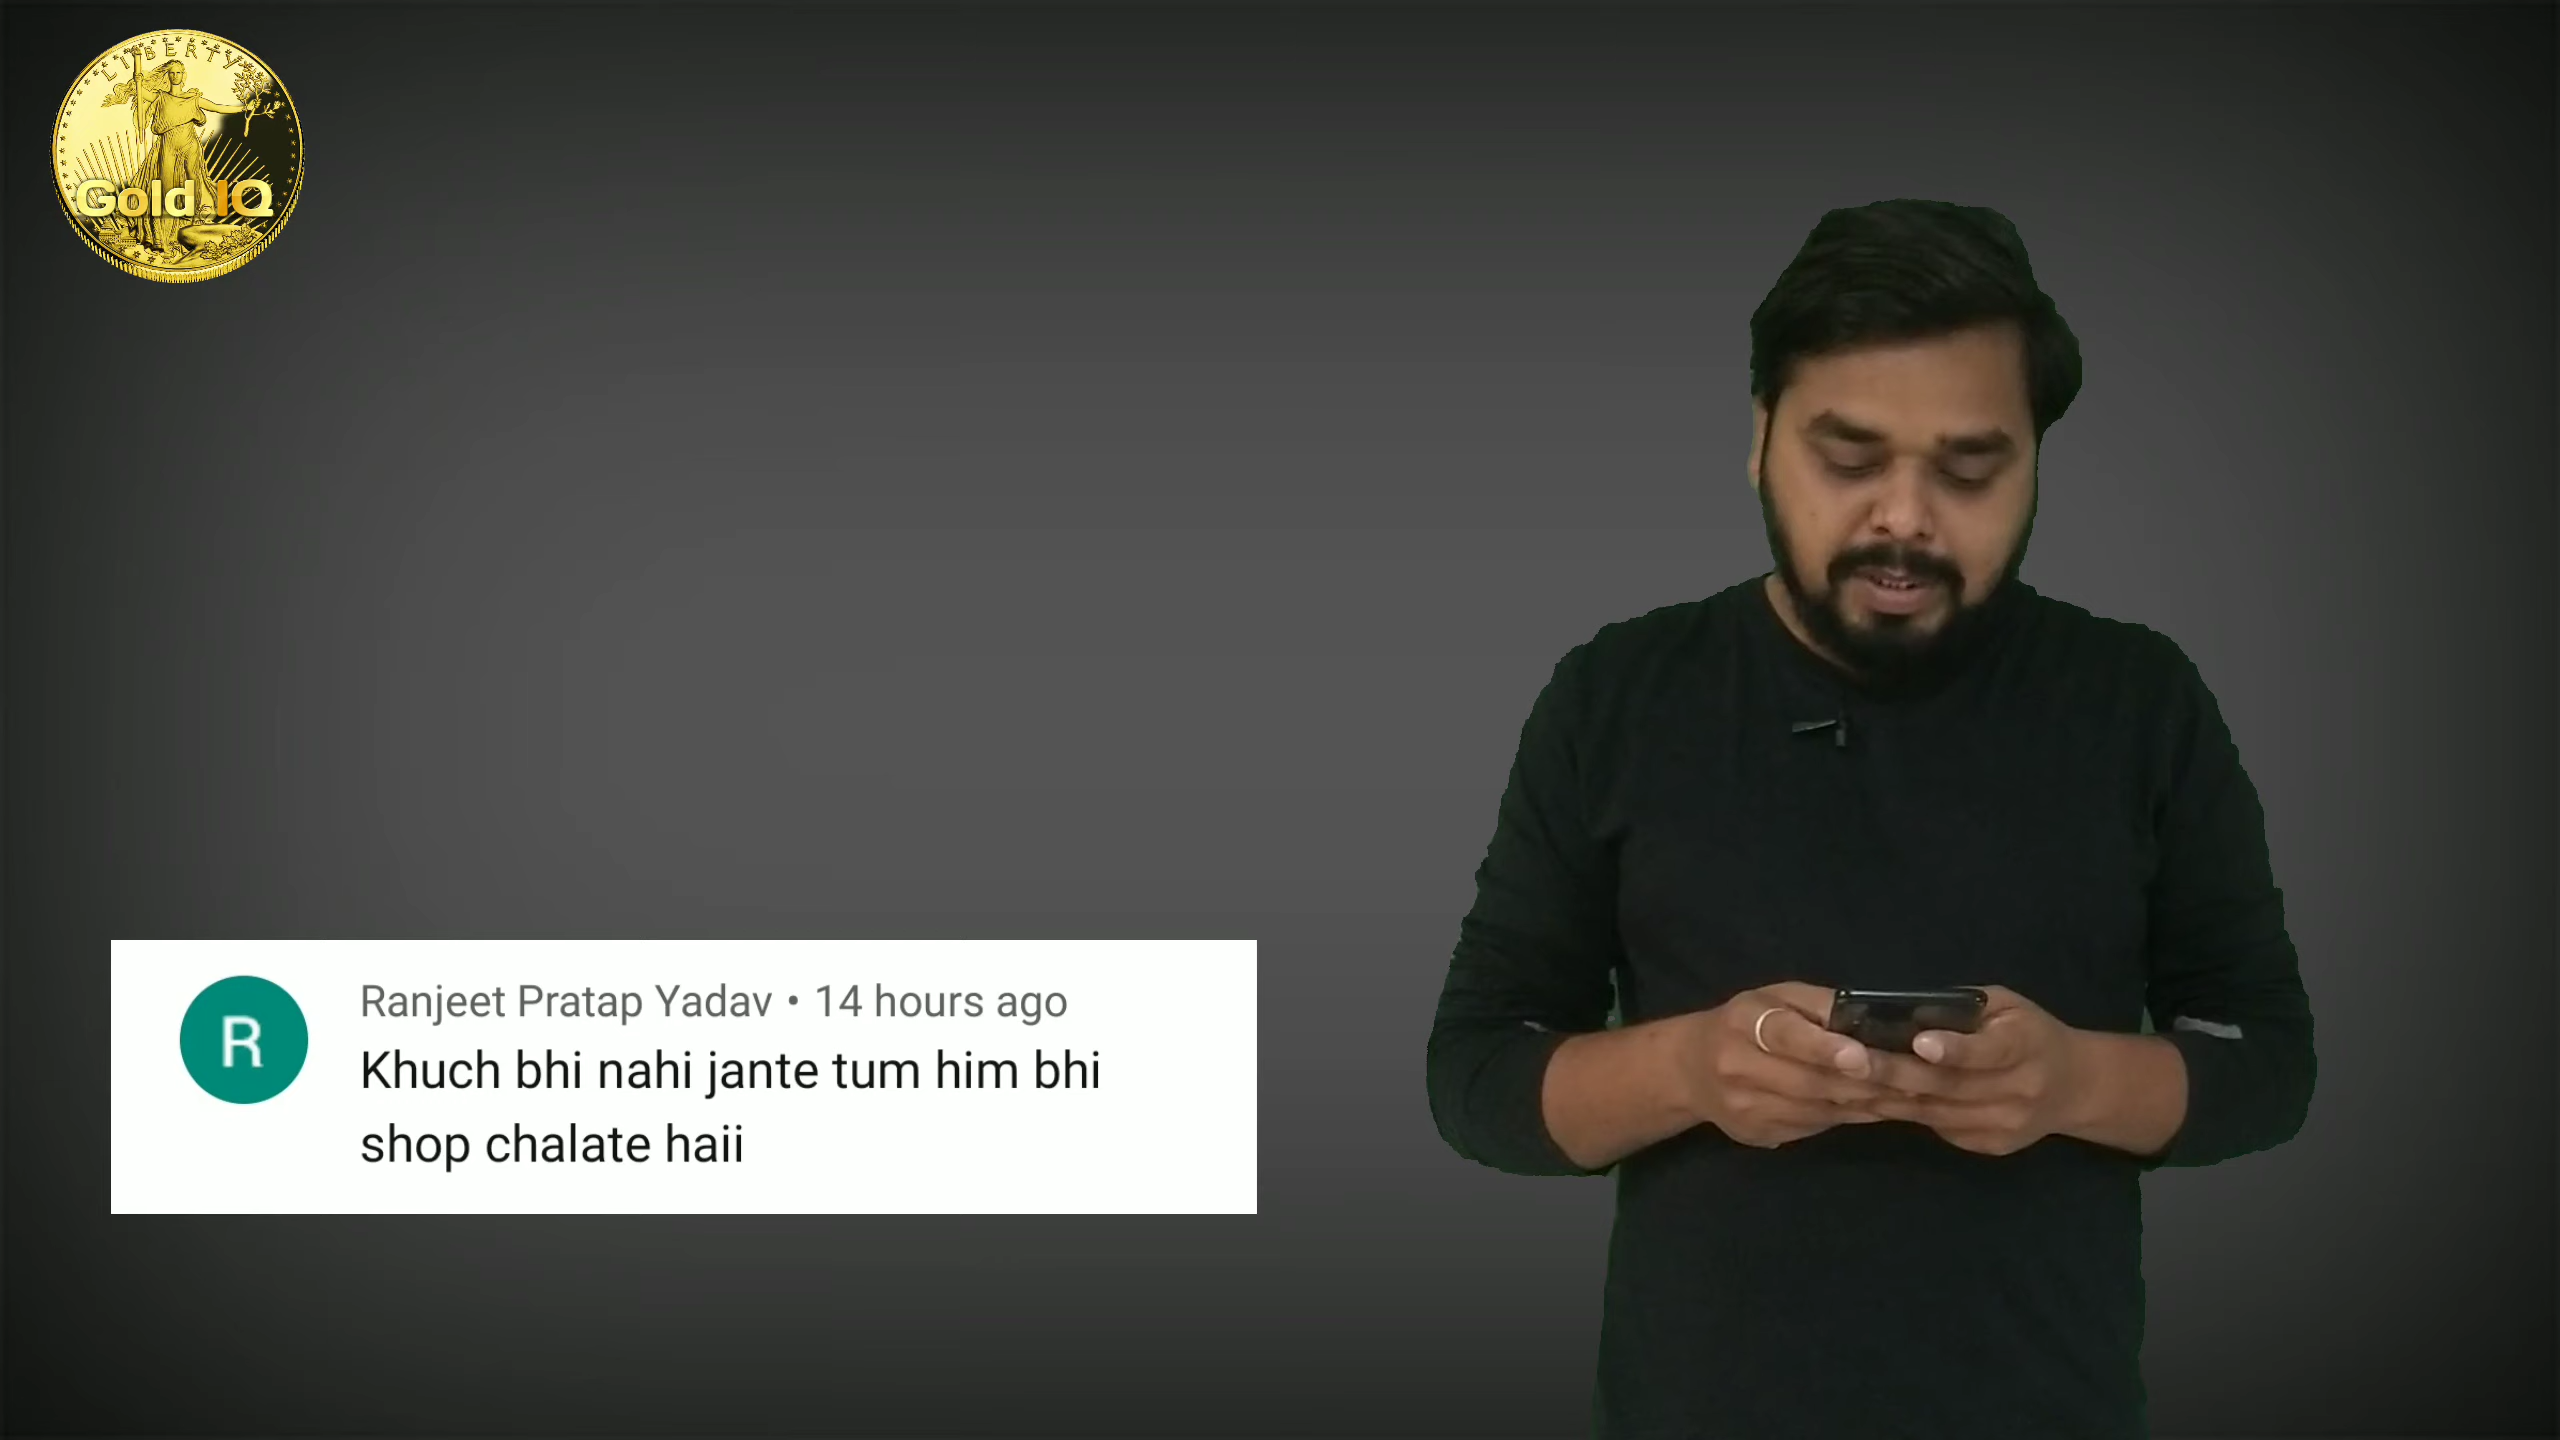 LIBERTY
Gold IQ
R
Ranjeet Pratap Yadav • 14 hours ago
Khuch bhi nahi jante tum him bhi
shop chalate haii